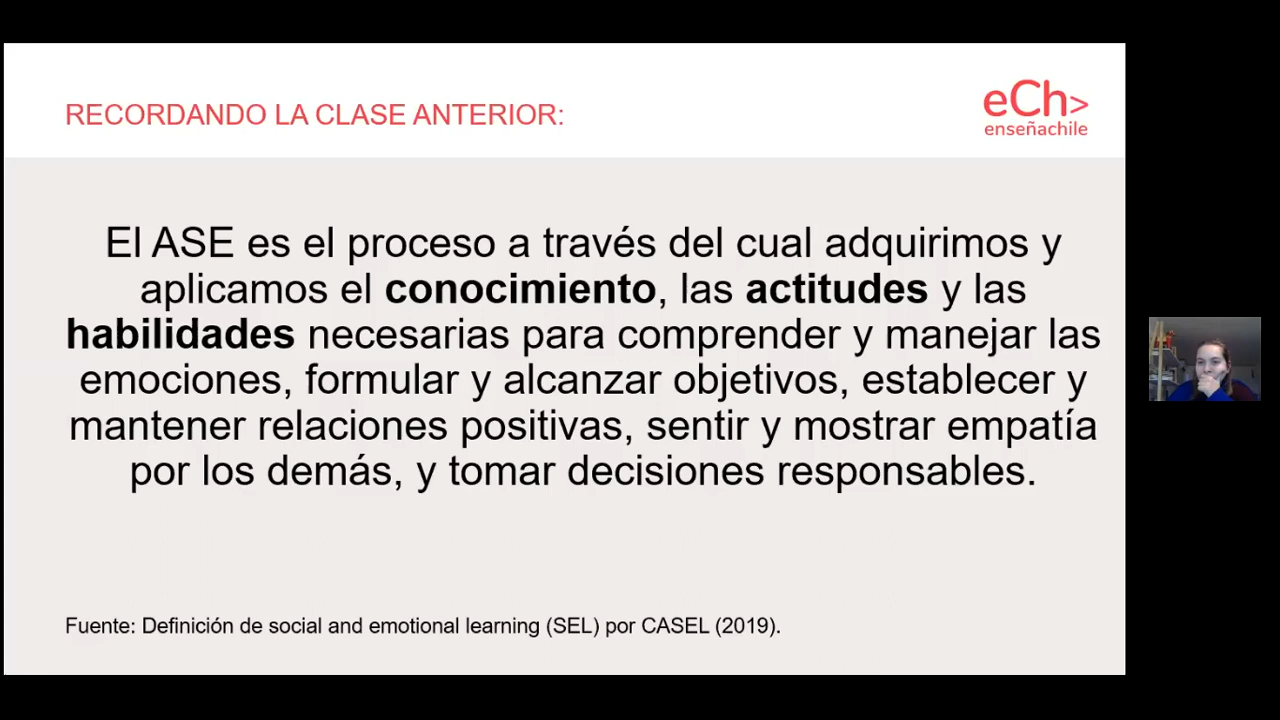 RECORDANDO LA CLASE ANTERIOR:
eCh>
enseñachile
El ASE es el proceso a través del cual adquirimos y
aplicamos el conocimiento, las actitudes y las
habilidades necesarias para comprender y manejar las
emociones, formular y alcanzar objetivos, establecer y
mantener relaciones positivas, sentir y mostrar empatía
por los demás, y tomar decisiones responsables.
Fuente: Definición de social and emotional learning (SEL) por CASEL (2019).